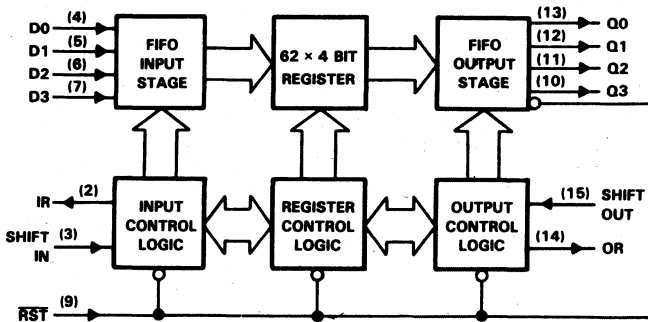 D0 (4)
D1 (5)
D2 (6)
D3 (7)
FIFO
INPUT
STAGE
62 × 4 BIT
REGISTER
FIFO
OUTPUT
STAGE
(13) Q0
(12) Q1
(11) Q2
(10) Q3
IR (2)
SHIFT
IN (3)
INPUT
CONTROL
LOGIC
REGISTER
CONTROL
LOGIC
OUTPUT
CONTROL
LOGIC
(15) SHIFT
OUT
(14) OR
RST (9)